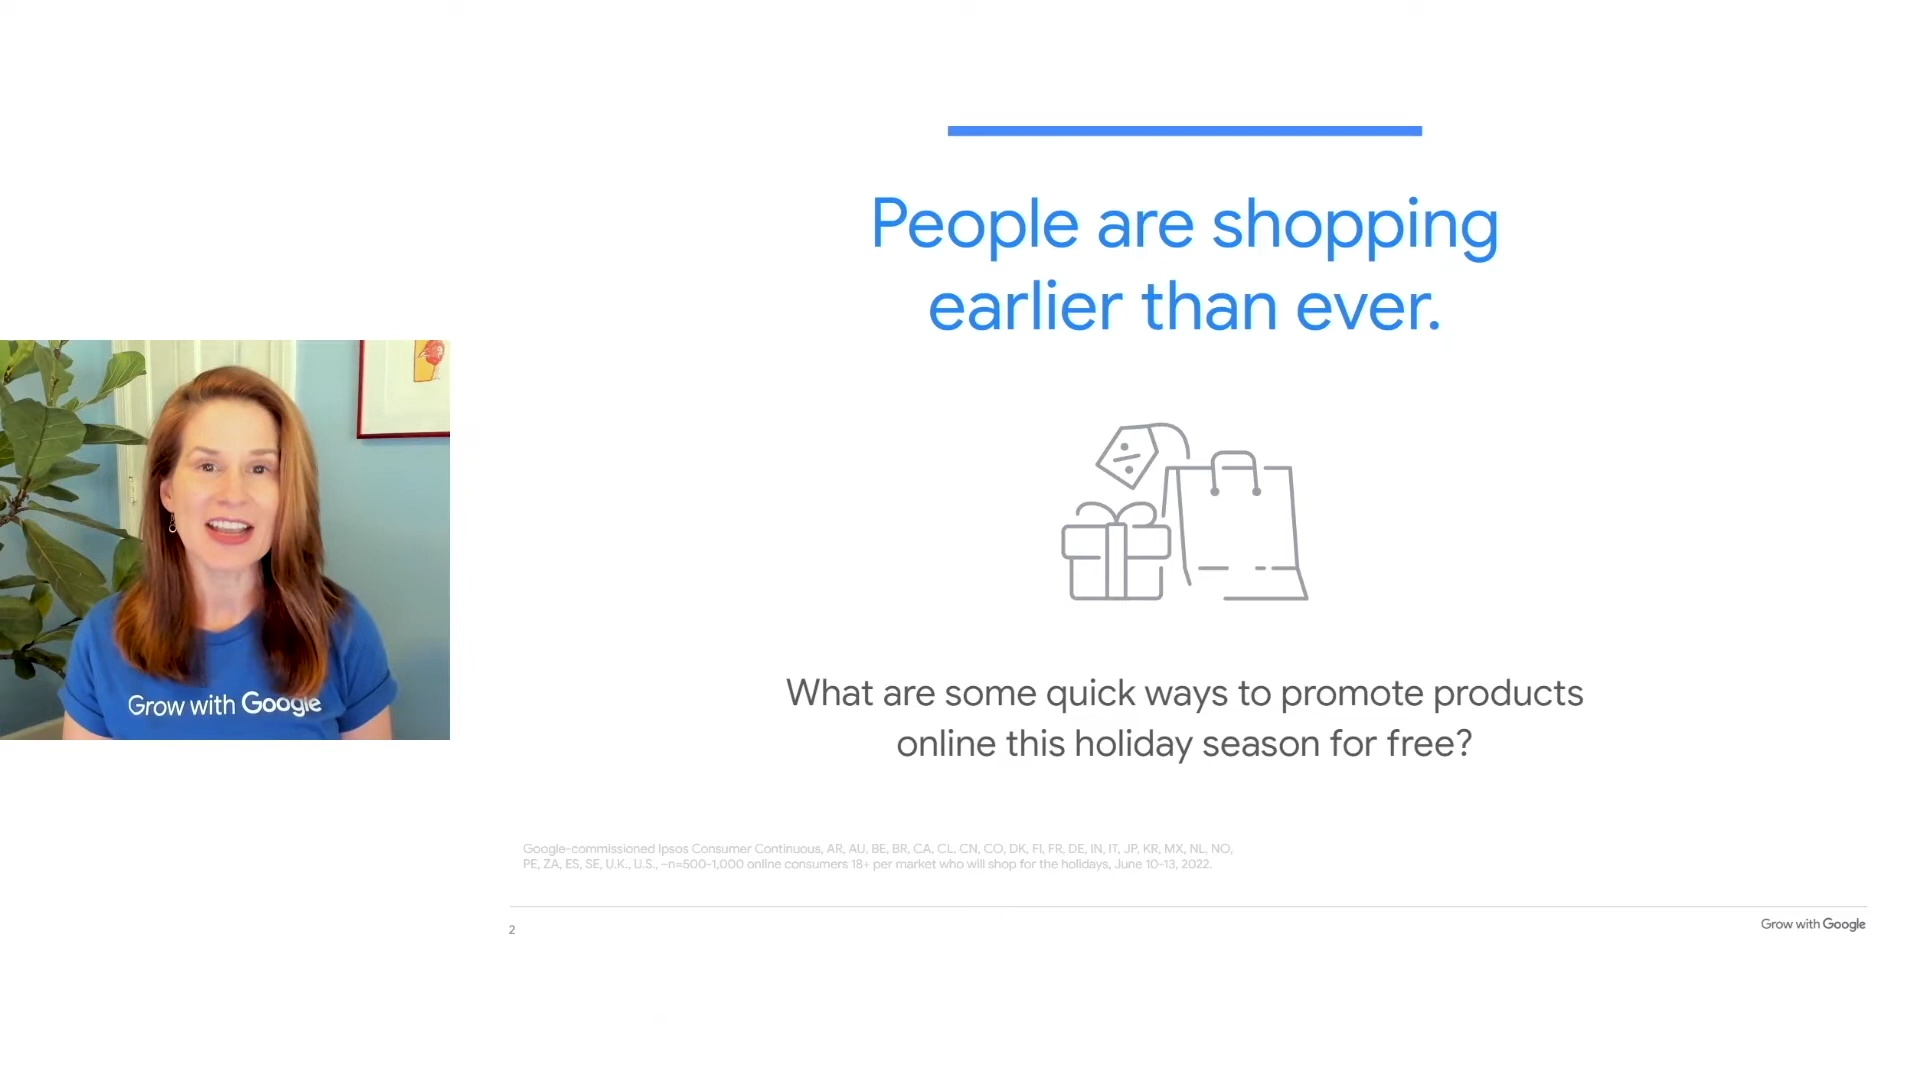 People are shopping
earlier than ever.
Grow with Google
What are some quick ways to promote products
online this holiday season for free?
Google-commissioned Ipsos Consumer Continuous, AR, AU, BE, BR, CA, CL, CN, CO, DK, FI, FR, DE, IN, IT, JP, KR, MX, NL, NO,
PE, ZA, ES, SE, U.K., U.S., ~n=500-1,000 online consumers 18+ per market who will shop for the holidays, June 10-13, 2022.
2
Grow with Google